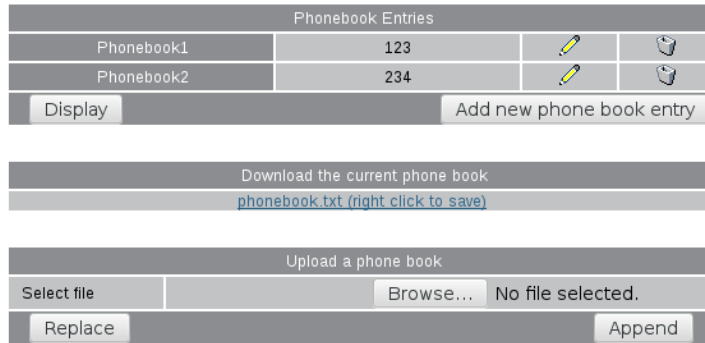 Phonebook Entries
Phonebook1 123
Phonebook2 234
Display Add new phone book entry
Download the current phone book
phonebook.txt (right click to save)
Upload a phone book
Select file Browse... No file selected.
Replace Append